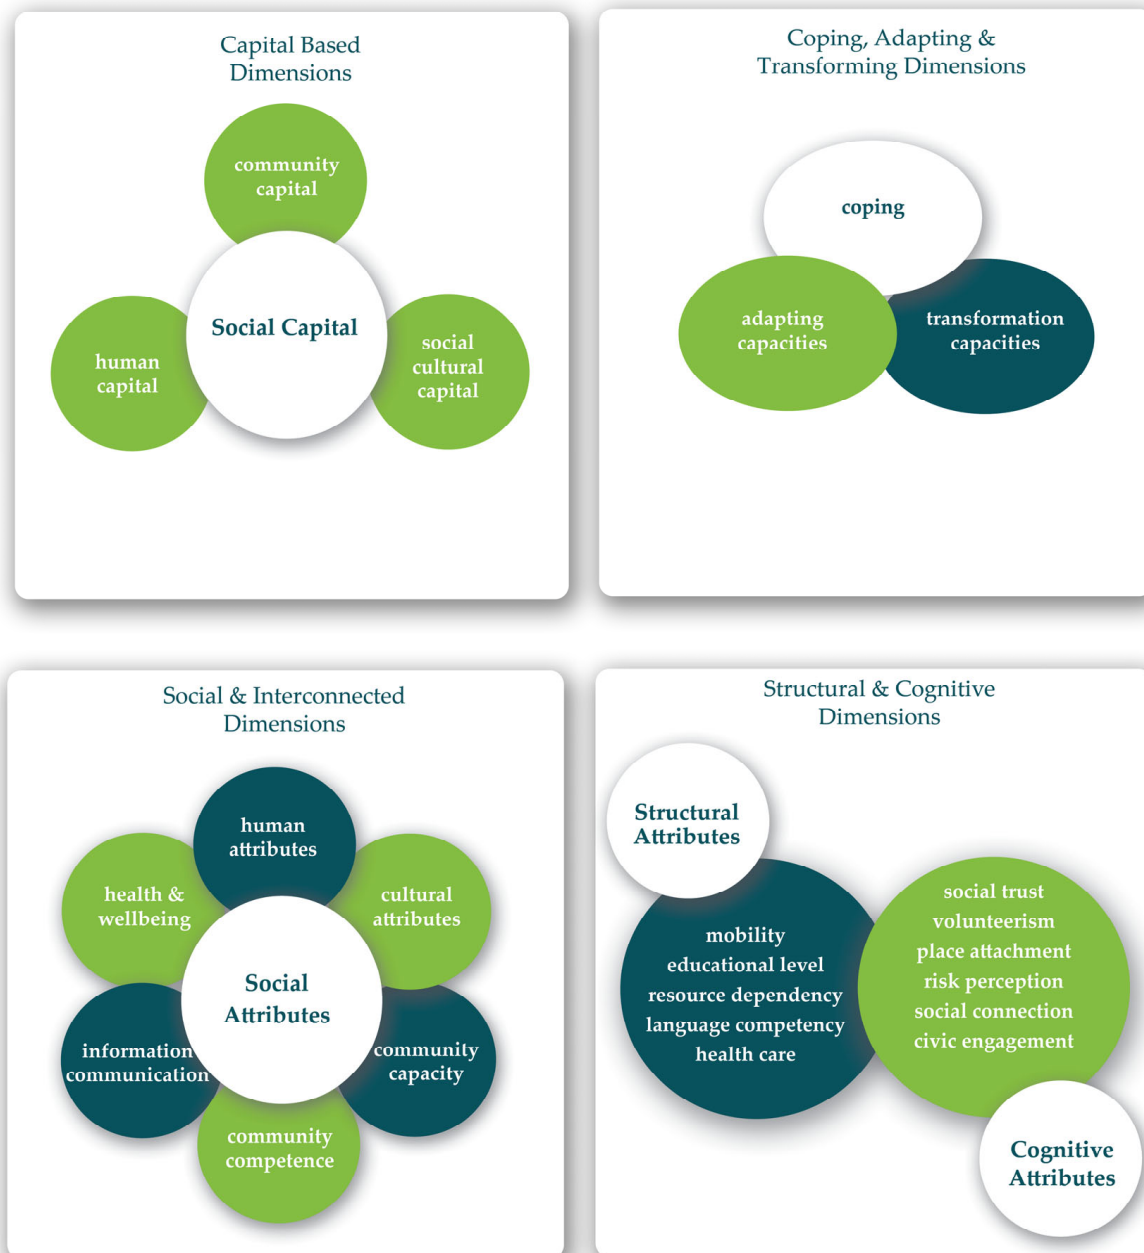 Capital Based
Dimensions
community
capital
Social Capital
human
capital
social
cultural
capital
Coping, Adapting &
Transforming Dimensions
coping
adapting
capacities
transformation
capacities
Social & Interconnected
Dimensions
human
attributes
health &
wellbeing
cultural
attributes
Social
Attributes
information
communication
community
capacity
community
competence
Structural & Cognitive
Dimensions
Structural
Attributes
mobility
educational level
resource dependency
language competency
health care
social trust
volunteerism
place attachment
risk perception
social connection
civic engagement
Cognitive
Attributes